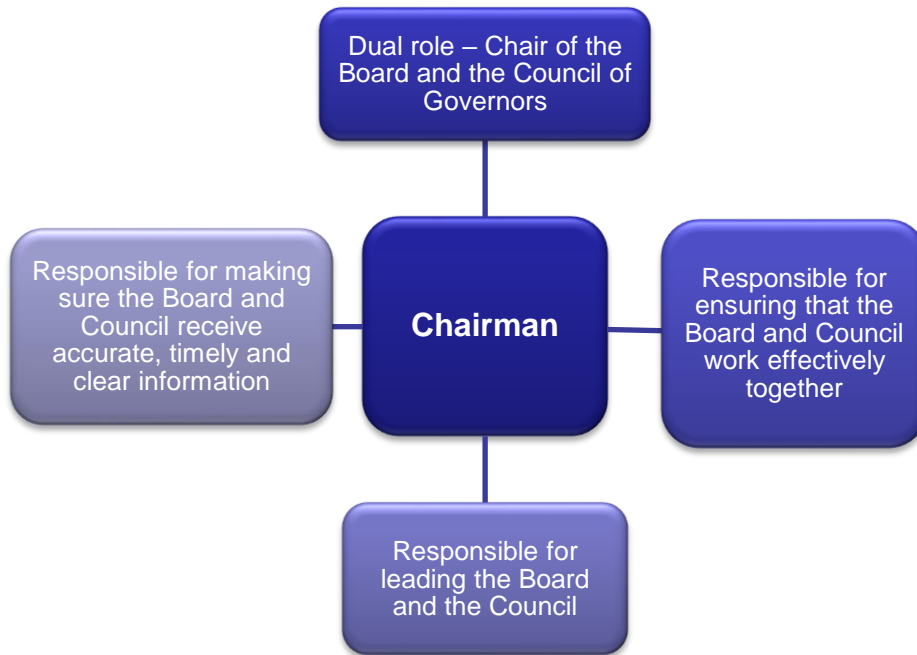 Dual role – Chair of the
Board and the Council of
Governors
Responsible for making
sure the Board and
Council receive
accurate, timely and
clear information
Chairman
Responsible for
ensuring that the
Board and Council
work effectively
together
Responsible for
leading the Board
and the Council